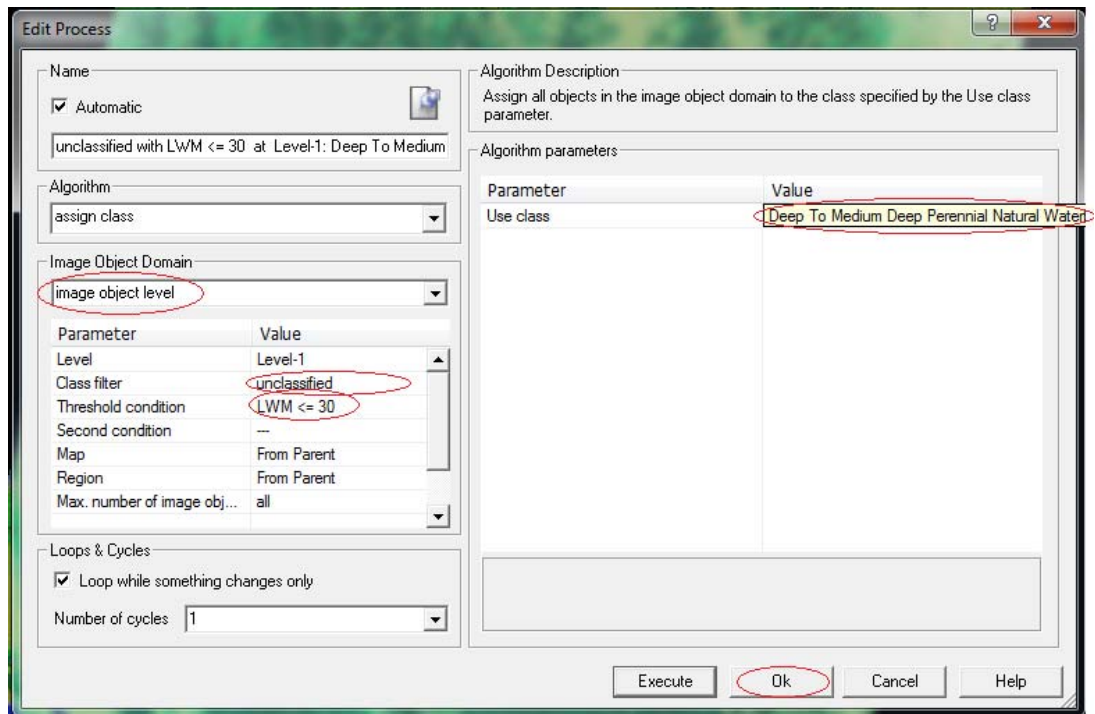 Edit Process
Name
Automatic
unclassified with LWM <= 30 at Level-1: Deep To Medium
Algorithm
assign class
Image Object Domain
image object level
Parameter Value
Level Level-1
Class filter unclassified
Threshold condition LWM <= 30
Second condition ---
Map From Parent
Region From Parent
Max. number of image obj... all
Loops & Cycles
Loop while something changes only
Number of cycles 1
Algorithm Description
Assign all objects in the image object domain to the class specified by the Use class
parameter.
Algorithm parameters
Parameter Value
Use class Deep To Medium Deep Perennial Natural Water
Execute Ok Cancel Help